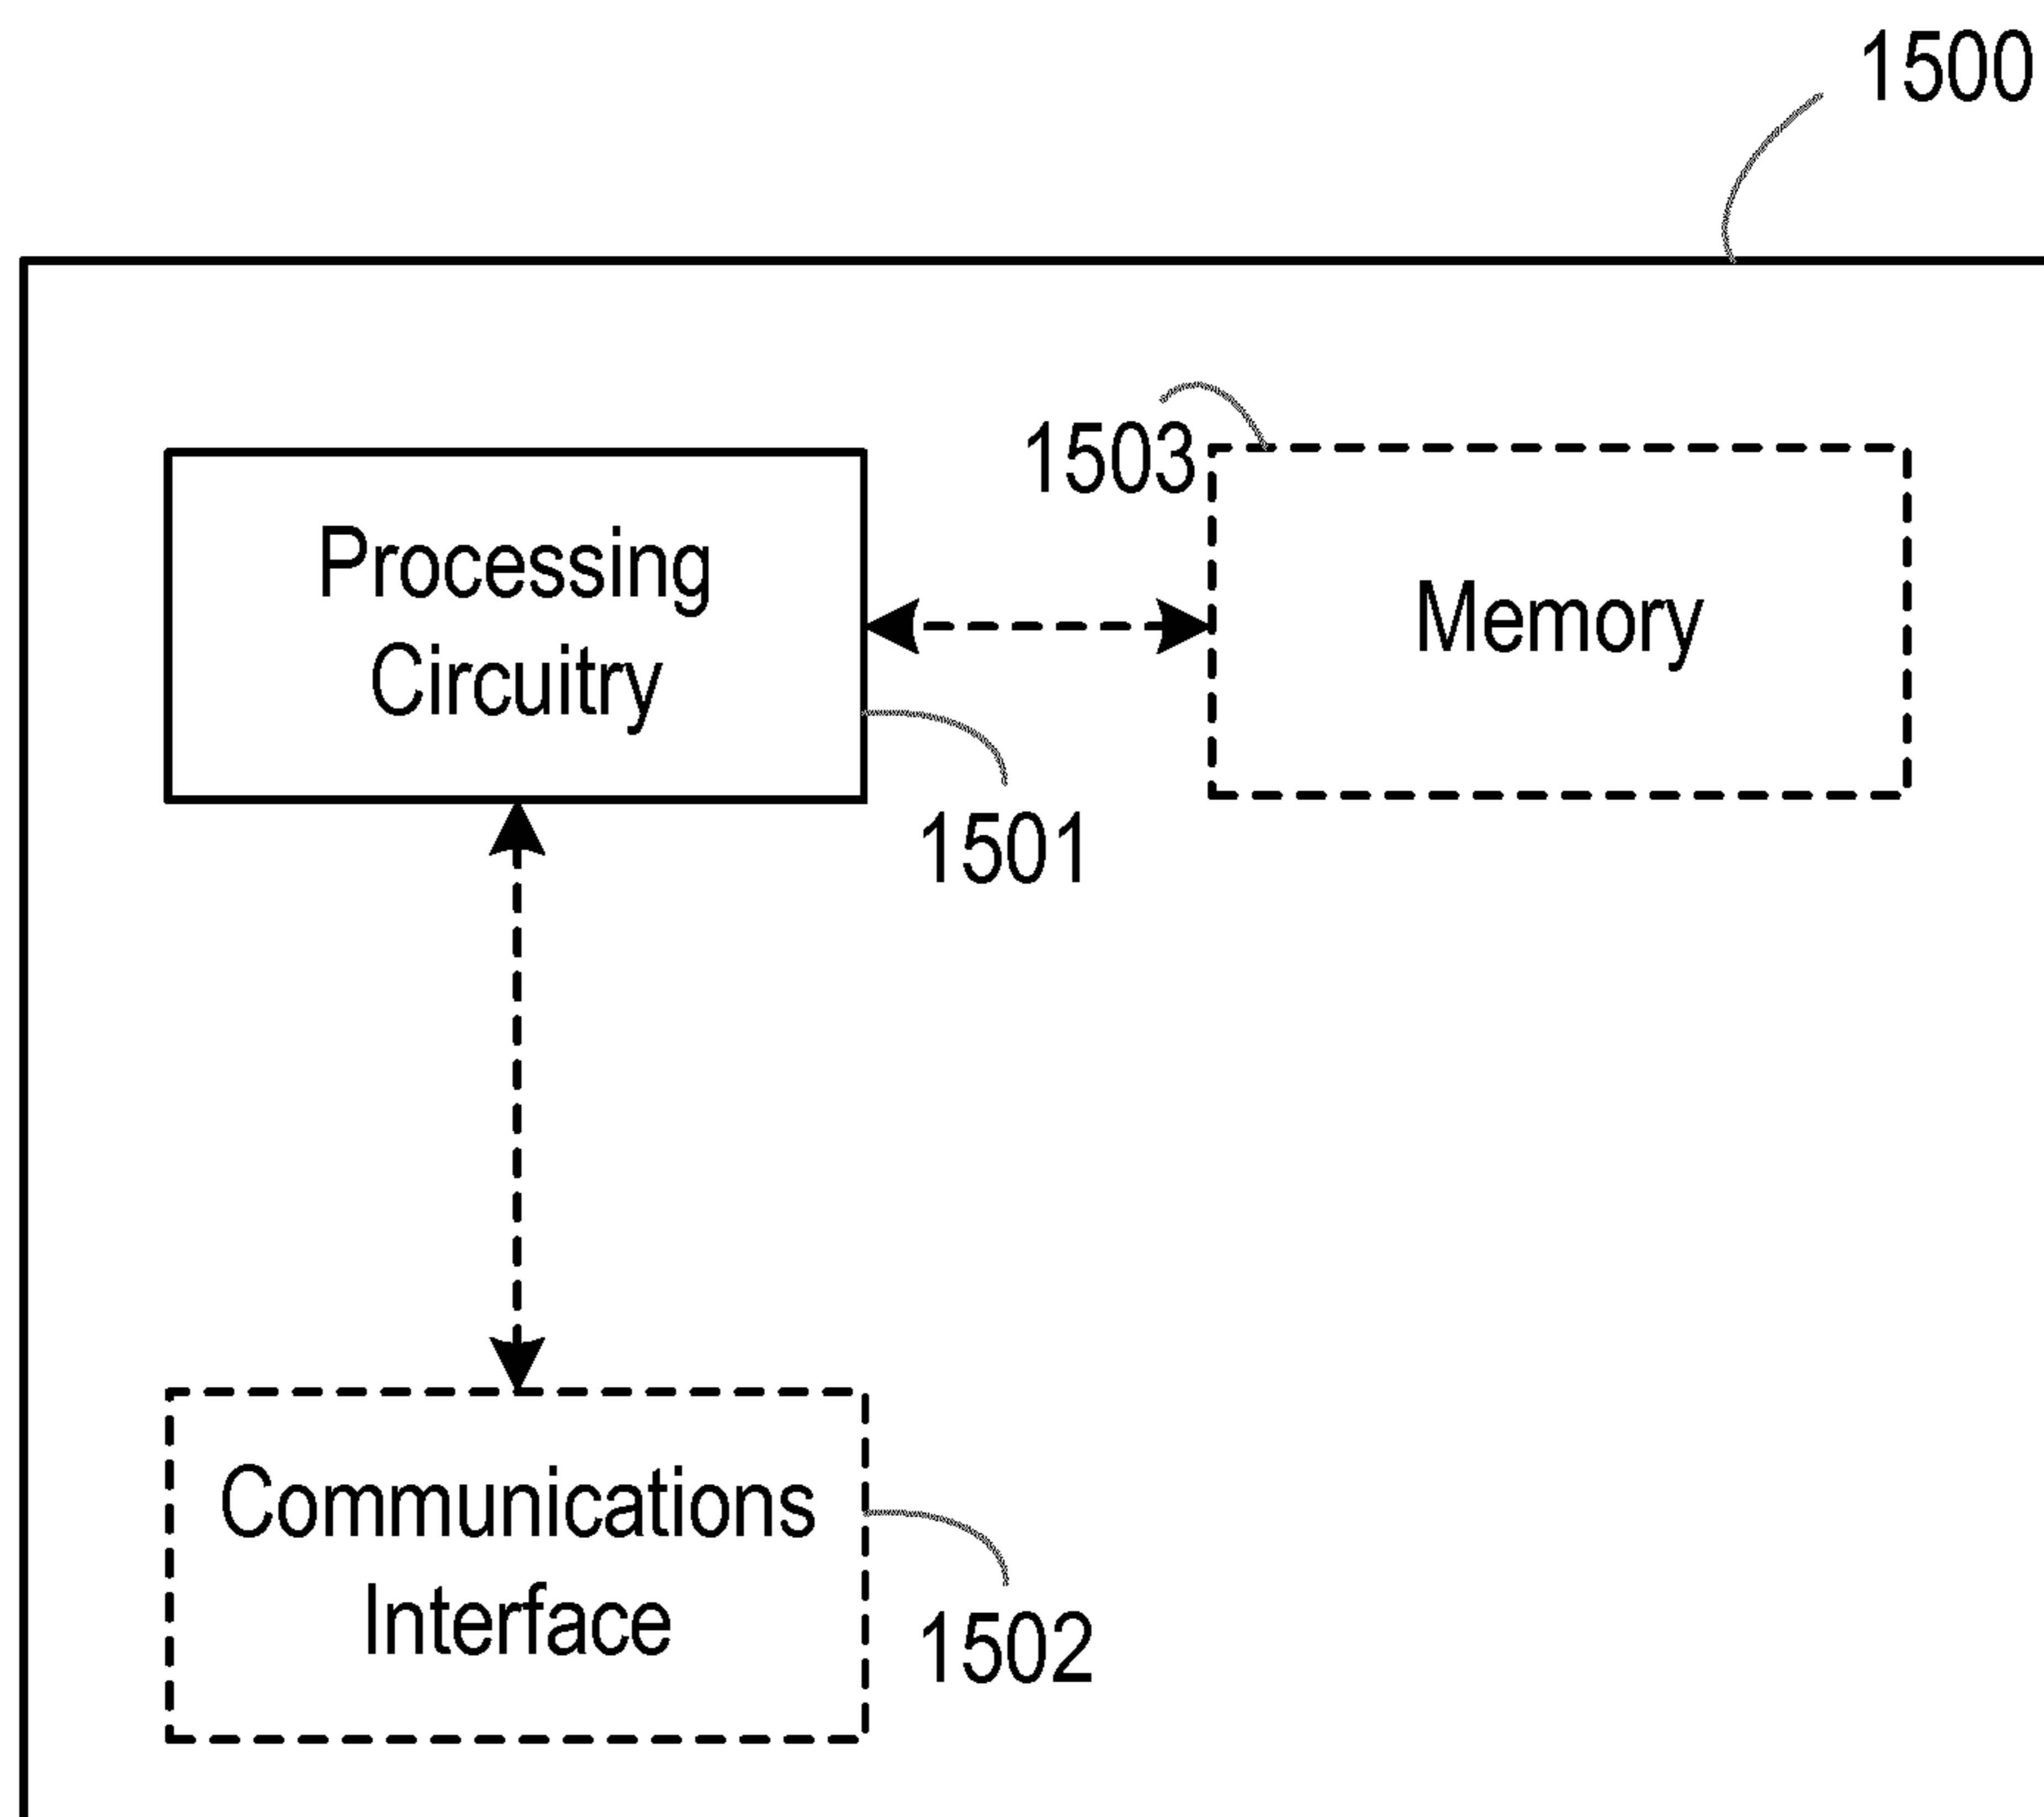 1500
1503
Processing
Circuitry
Memory
1501
Communications
Interface
1502